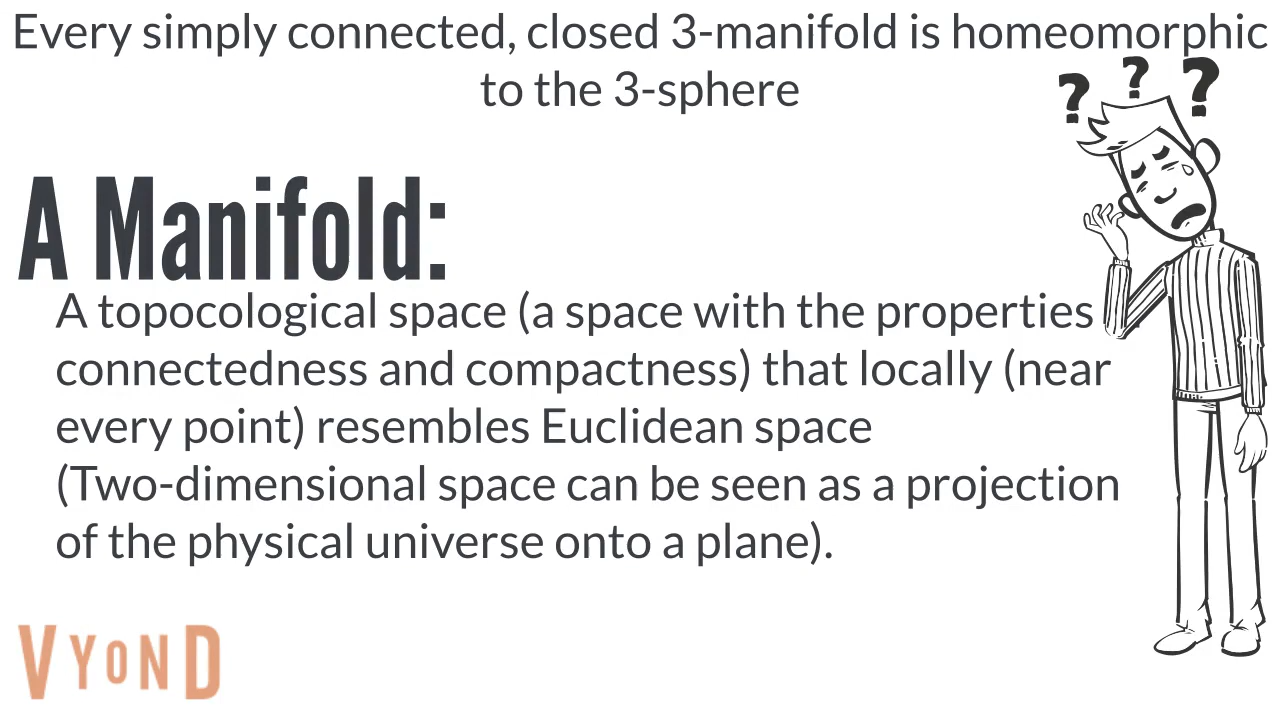 Every simply connected, closed 3-manifold is homeomorphic
to the 3-sphere
? ? ?
A Manifold:
A topocological space (a space with the properties
connectedness and compactness) that locally (near
every point) resembles Euclidean space
(Two-dimensional space can be seen as a projection
of the physical universe onto a plane).
VYOND